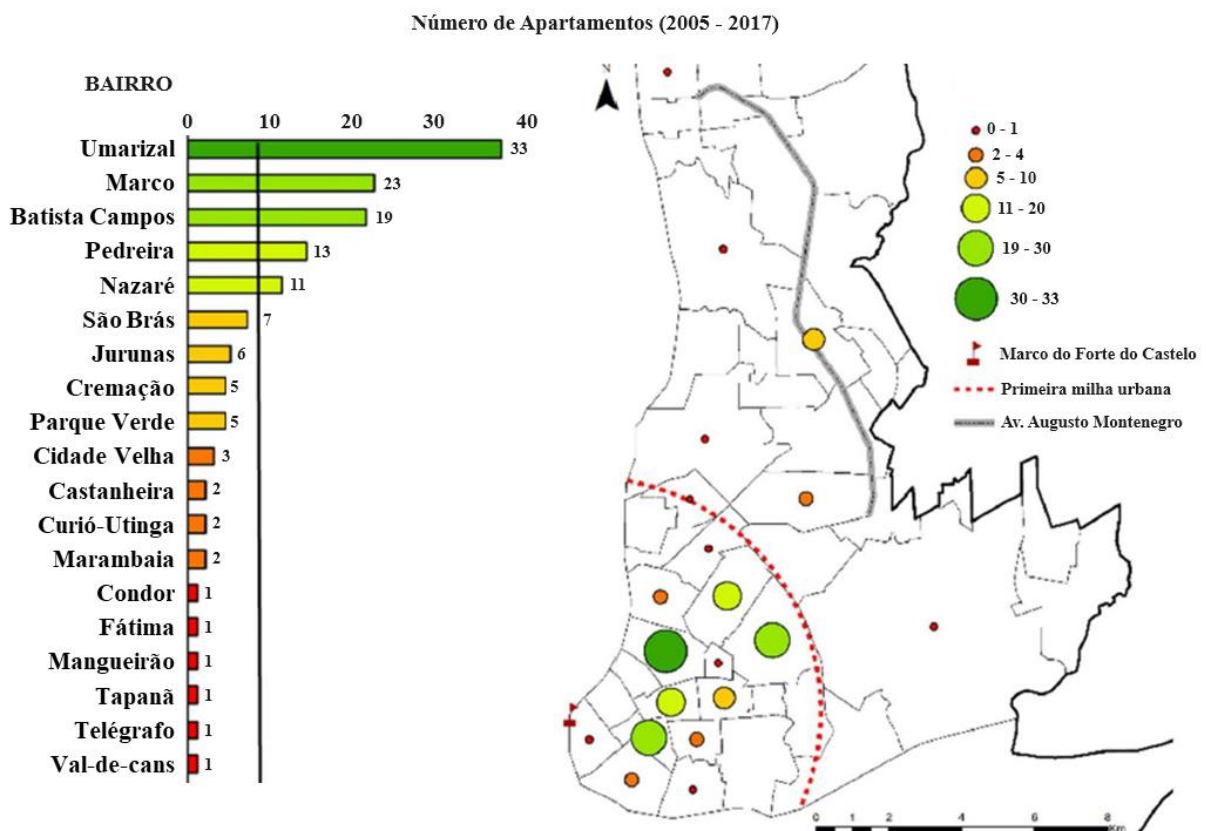 Número de Apartamentos (2005 - 2017)
BAIRRO
0 10 20 30 40
Umarizal 33
Marco 23
Batista Campos 19
Pedreira 13
Nazaré 11
São Brás 7
Jurunas 6
Cremação 5
Parque Verde 5
Cidade Velha 3
Castanheira 2
Curió-Utinga 2
Marambaia 2
Condor 1
Fátima 1
Mangueirão 1
Tapanã 1
Telégrafo 1
Val-de-cans 1
N
0 - 1
2 - 4
5 - 10
11 - 20
19 - 30
30 - 33
Marco do Forte do Castelo
Primeira milha urbana
Av. Augusto Montenegro
0 1 2 4 6 8
Km